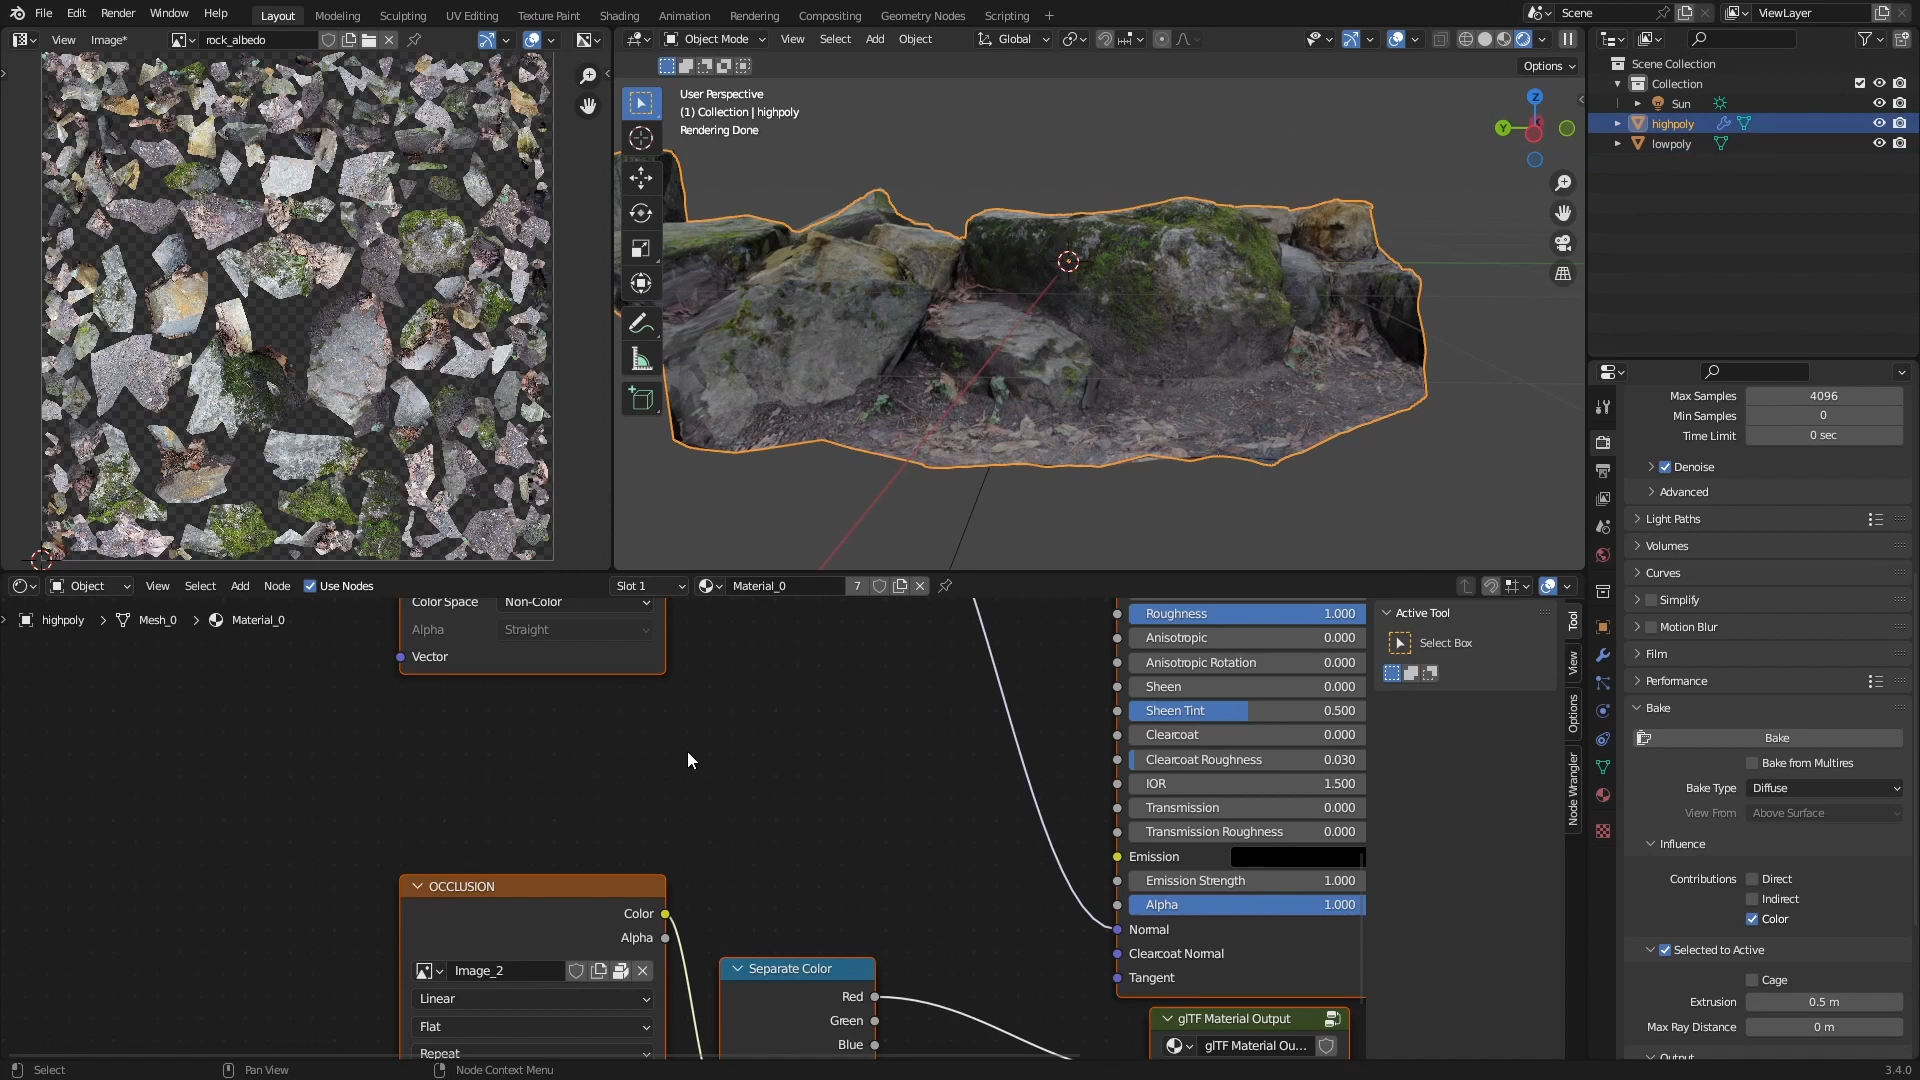 File Edit Render Window Help Layout Modeling Sculpting UV Editing Texture Paint Shading Animation Rendering Compositing Geometry Nodes Scripting + Scene ViewLayer
View Image* rock_albedo
Object Mode View Select Add Object Global
Options
User Perspective
(1) Collection | highpoly
Rendering Done
Z
Y
Scene Collection
Collection
Sun
highpoly
lowpoly
Max Samples 4096
Min Samples 0
Time Limit 0 sec
Denoise
Advanced
Light Paths
Volumes
Curves
Simplify
Motion Blur
Film
Performance
Bake
Bake
Bake from Multires
Bake Type Diffuse
View From Above Surface
Influence
Contributions Direct
Indirect
Color
Selected to Active
Cage
Extrusion 0.5 m
Max Ray Distance 0 m
Output
Object View Select Add Node Use Nodes Slot 1 Material_0 7
highpoly > Mesh_0 > Material_0
Color Space Non-Color
Alpha Straight
Vector
OCCLUSION
Color
Alpha
Image_2
Linear
Flat
Repeat
Separate Color
Red
Green
Blue
Roughness 1.000
Anisotropic 0.000
Anisotropic Rotation 0.000
Sheen 0.000
Sheen Tint 0.500
Clearcoat 0.000
Clearcoat Roughness 0.030
IOR 1.500
Transmission 0.000
Transmission Roughness 0.000
Emission
Emission Strength 1.000
Alpha 1.000
Normal
Clearcoat Normal
Tangent
glTF Material Output
glTF Material Ou...
Active Tool
Select Box
Tool
View
Options
Node Wrangler
Select Pan View Node Context Menu 3.4.0